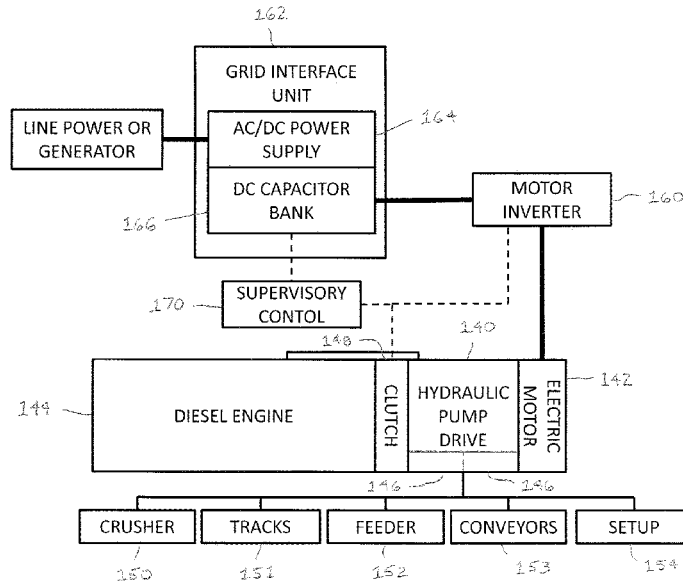 162
GRID INTERFACE
UNIT
LINE POWER OR
GENERATOR
AC/DC POWER
SUPPLY
164
DC CAPACITOR
BANK
166
MOTOR
INVERTER
160
170
SUPERVISORY
CONTOL
148
140
144
DIESEL ENGINE
CLUTCH
HYDRAULIC
PUMP
DRIVE
ELECTRIC
MOTOR
142
146
146
CRUSHER
TRACKS
FEEDER
CONVEYORS
SETUP
150
151
152
153
154